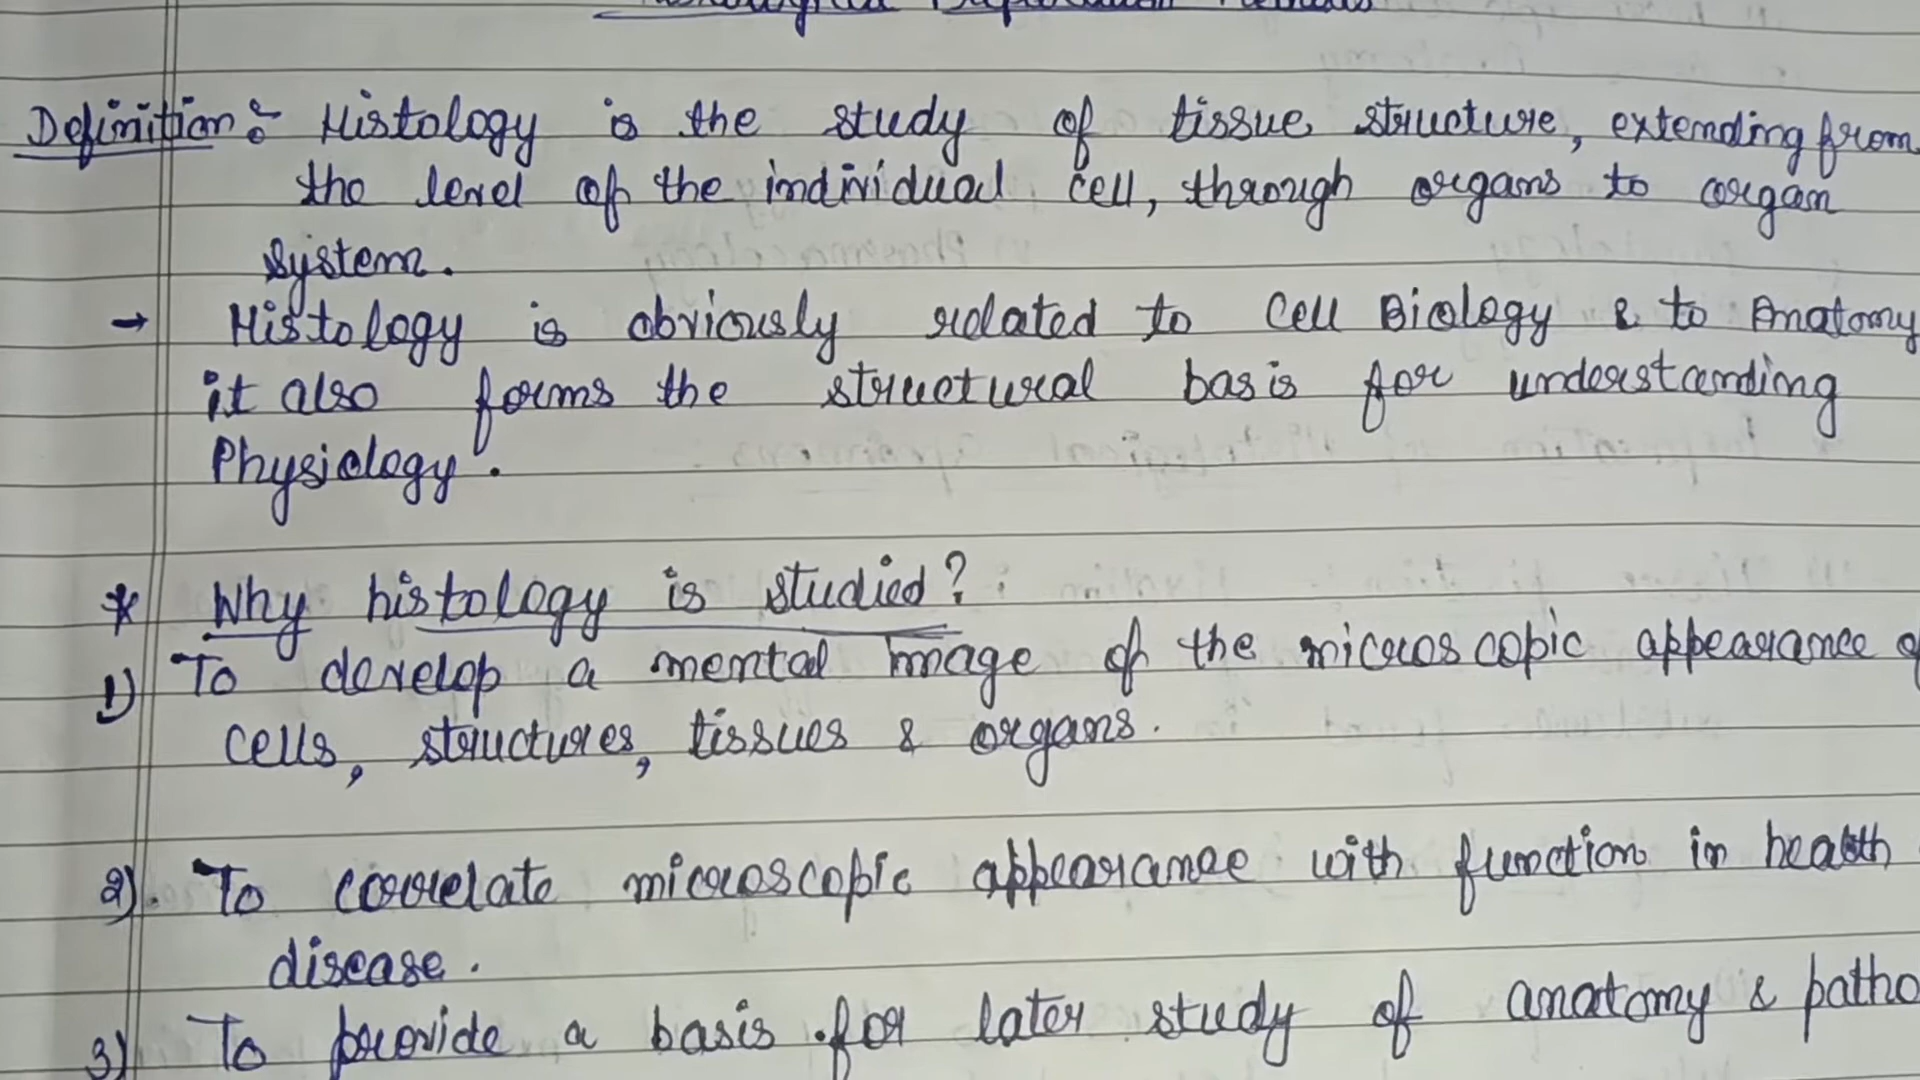 Definition :- Histology is the study of tissue structure, extending from
the level of the individual cell, through organs to organ
system.
→ Histology is obviously related to cell Biology & to Anatomy
it also forms the structural basis for understanding
Physiology.
* Why histology is studied?
1) To develop a mental image of the microscopic appearance of
cells, structures, tissues & organs.
2). To correlate microscopic appearance with function in health
disease.
3) To provide a basis for later study of anatomy & patho